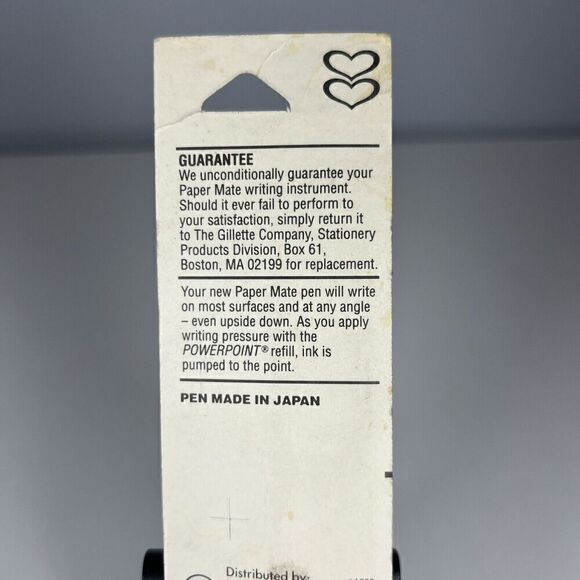 GUARANTEE
We unconditionally guarantee your
Paper Mate writing instrument.
Should it ever fail to perform to
your satisfaction, simply return it
to The Gillette Company, Stationery
Products Division, Box 61,
Boston, MA 02199 for replacement.
Your new Paper Mate pen will write
on most surfaces and at any angle
– even upside down. As you apply
writing pressure with the
POWERPOINT® refill, ink is
pumped to the point.
PEN MADE IN JAPAN
Distributed by: